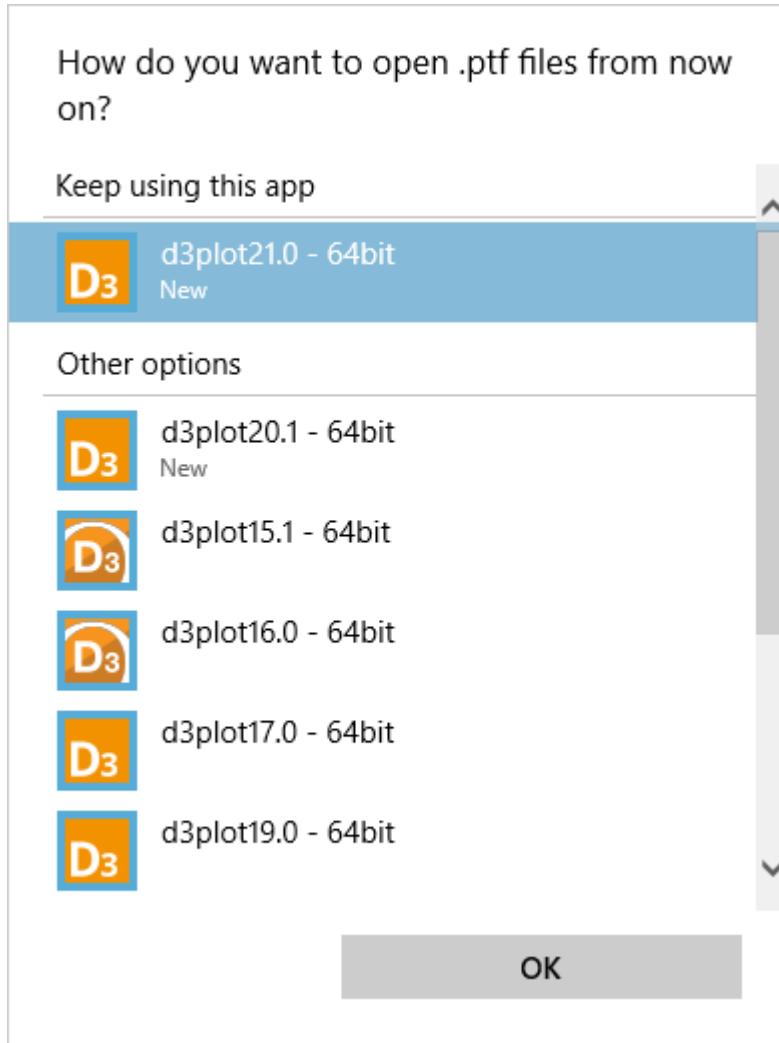 How do you want to open .ptf files from now
on?
Keep using this app
D3
d3plot21.0 - 64bit
New
Other options
D3
d3plot20.1 - 64bit
New
D3
d3plot15.1 - 64bit
D3
d3plot16.0 - 64bit
D3
d3plot17.0 - 64bit
D3
d3plot19.0 - 64bit
OK